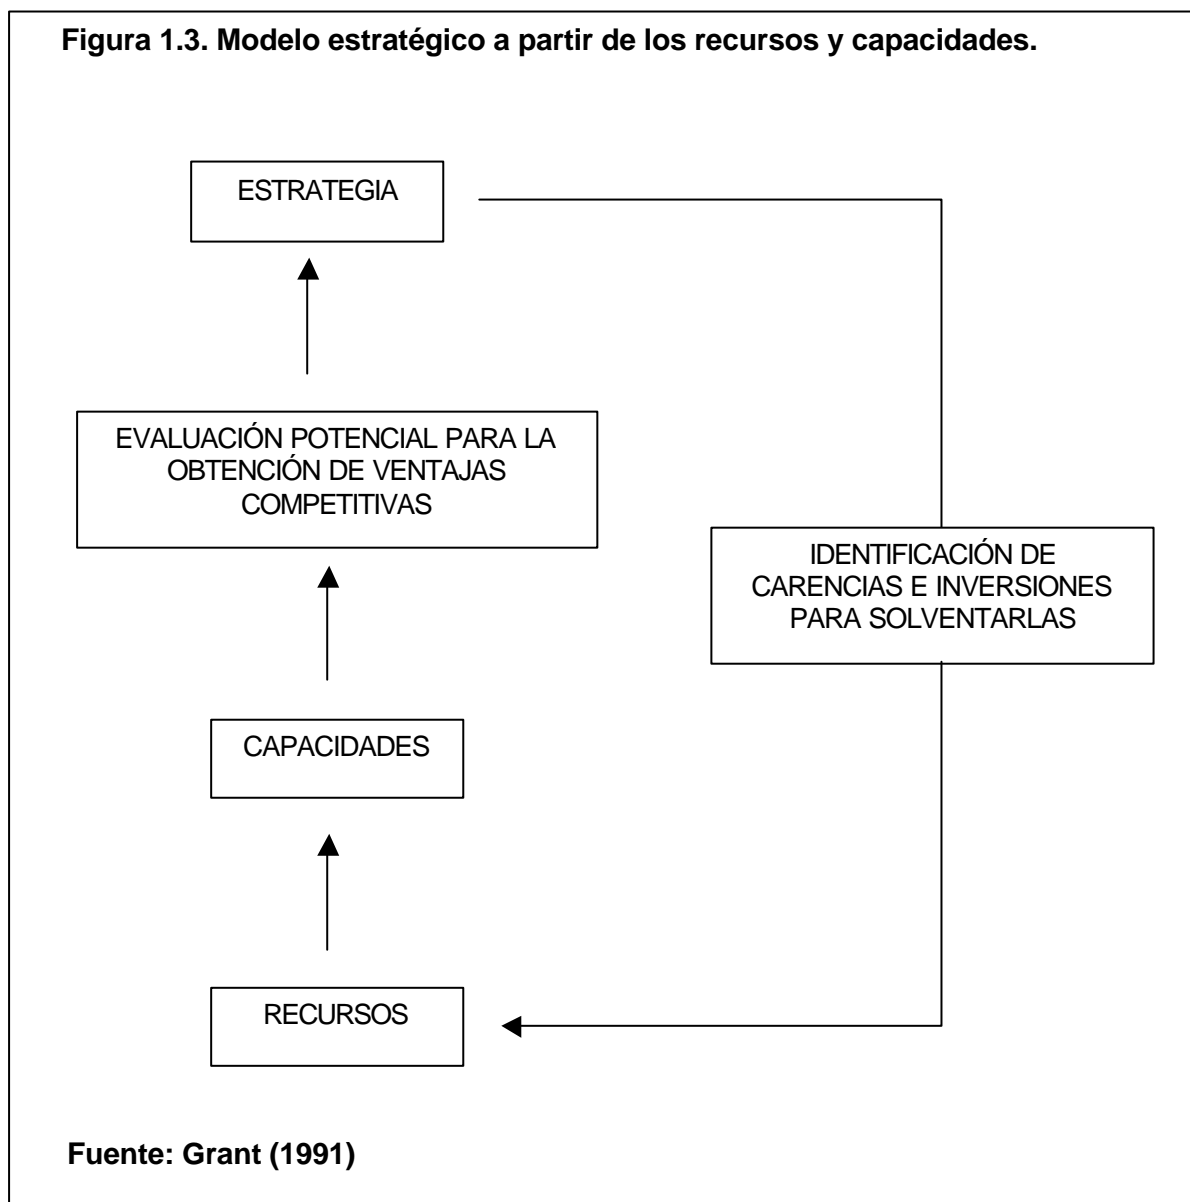 Figura 1.3. Modelo estratégico a partir de los recursos y capacidades.
ESTRATEGIA
EVALUACIÓN POTENCIAL PARA LA
OBTENCIÓN DE VENTAJAS
COMPETITIVAS
IDENTIFICACIÓN DE
CARENCIAS E INVERSIONES
PARA SOLVENTARLAS
CAPACIDADES
RECURSOS
Fuente: Grant (1991)